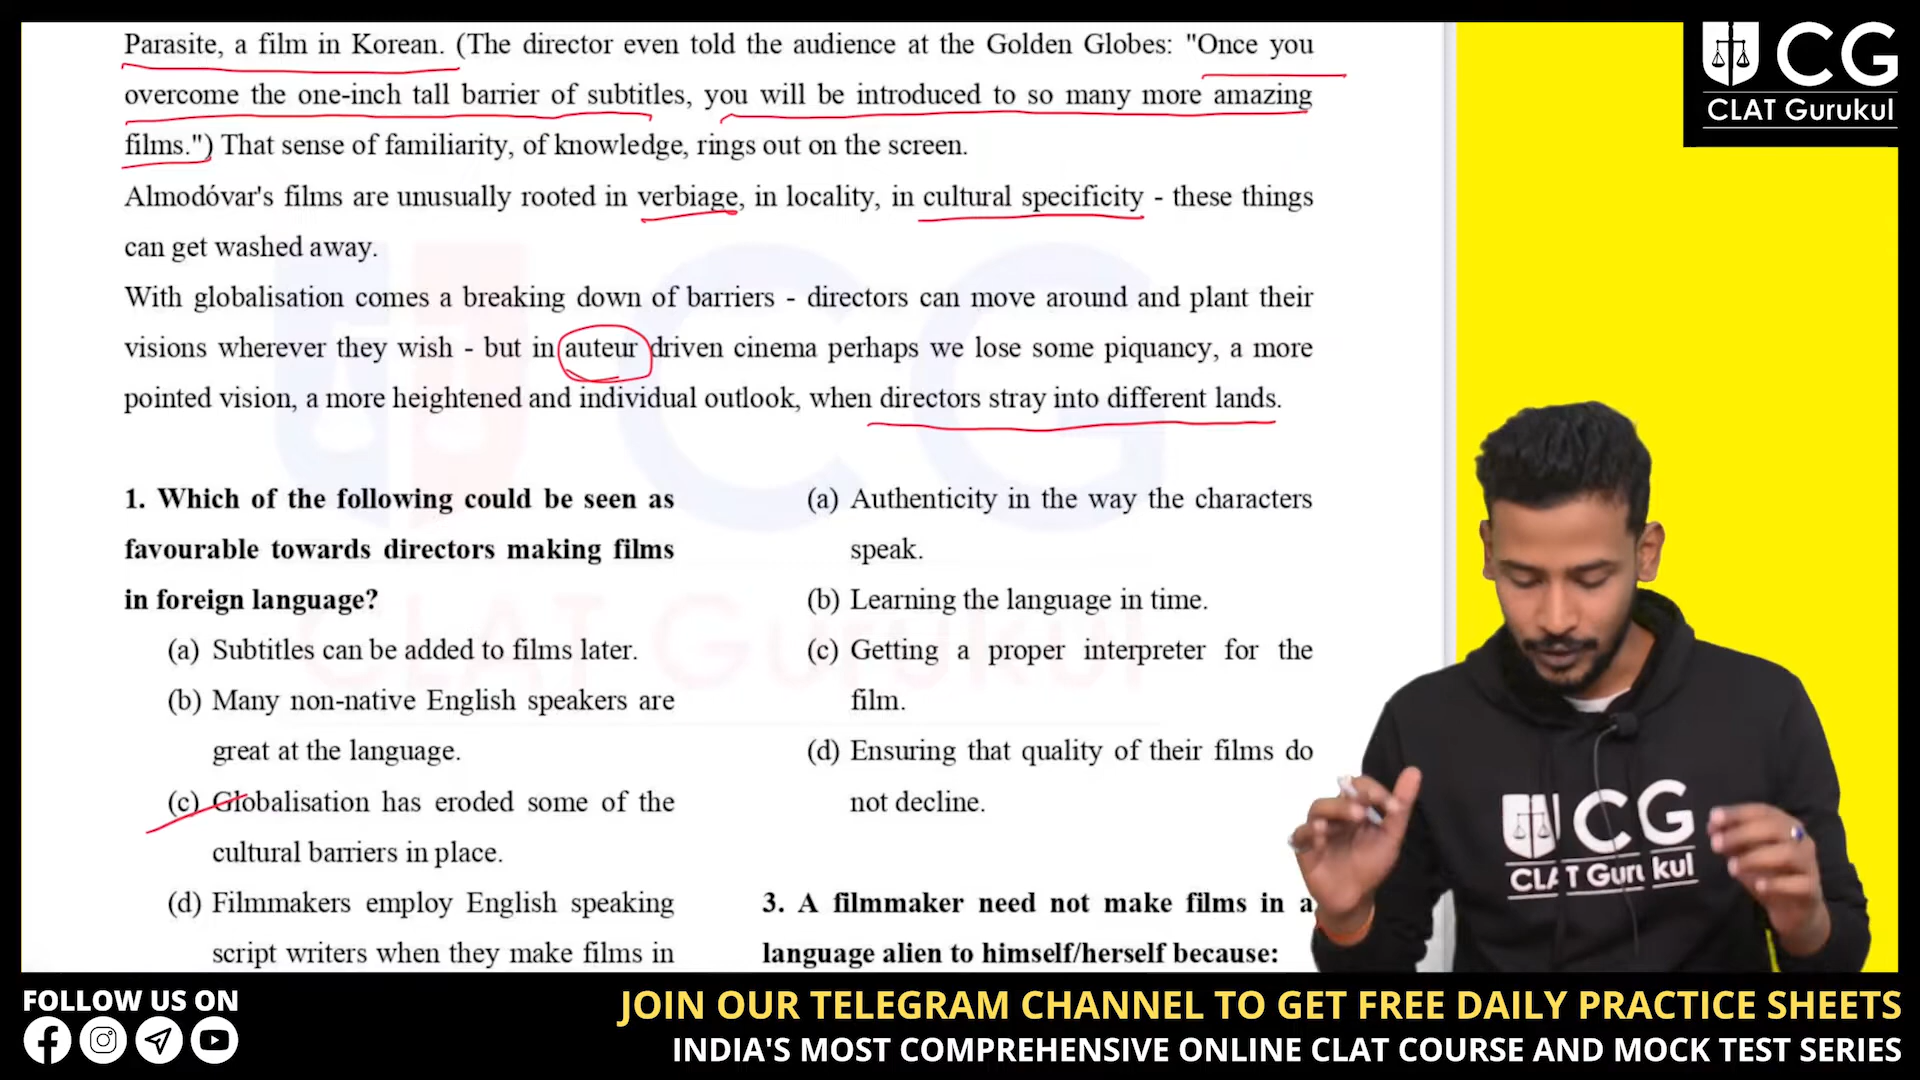 Parasite, a film in Korean. (The director even told the audience at the Golden Globes: "Once you
overcome the one-inch tall barrier of subtitles, you will be introduced to so many more amazing
films.") That sense of familiarity, of knowledge, rings out on the screen.
Almodóvar's films are unusually rooted in verbiage, in locality, in cultural specificity - these things
can get washed away.
With globalisation comes a breaking down of barriers - directors can move around and plant their
visions wherever they wish - but in auteur driven cinema perhaps we lose some piquancy, a more
pointed vision, a more heightened and individual outlook, when directors stray into different lands.
1. Which of the following could be seen as
favourable towards directors making films
in foreign language?
(a) Subtitles can be added to films later.
(b) Many non-native English speakers are
great at the language.
(c) Globalisation has eroded some of the
cultural barriers in place.
(d) Filmmakers employ English speaking
script writers when they make films in
(a) Authenticity in the way the characters
speak.
(b) Learning the language in time.
(c) Getting a proper interpreter for the
film.
(d) Ensuring that quality of their films do
not decline.
3. A filmmaker need not make films in a
language alien to himself/herself because:
CG
CLAT Gurukul
CG
CLAT Gurukul
CG
CLAT Gurukul
FOLLOW US ON
JOIN OUR TELEGRAM CHANNEL TO GET FREE DAILY PRACTICE SHEETS
INDIA'S MOST COMPREHENSIVE ONLINE CLAT COURSE AND MOCK TEST SERIES